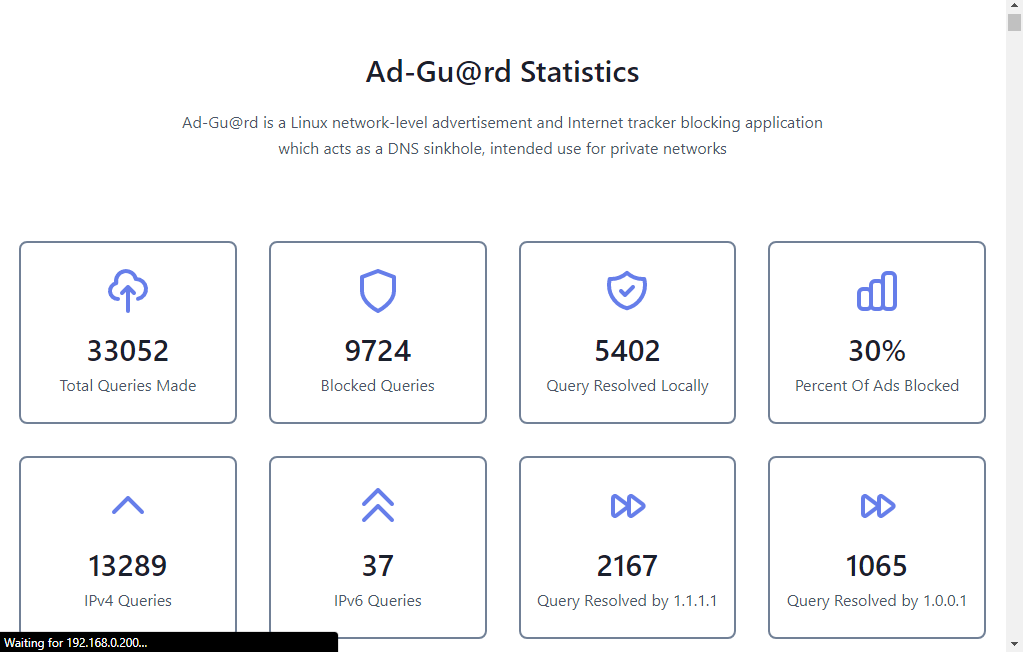 Ad-Gu@rd Statistics
Ad-Gu@rd is a Linux network-level advertisement and Internet tracker blocking application
which acts as a DNS sinkhole, intended use for private networks
33052
Total Queries Made
9724
Blocked Queries
5402
Query Resolved Locally
30%
Percent Of Ads Blocked
13289
IPv4 Queries
37
IPv6 Queries
2167
Query Resolved by 1.1.1.1
1065
Query Resolved by 1.0.0.1
Waiting for 192.168.0.200...